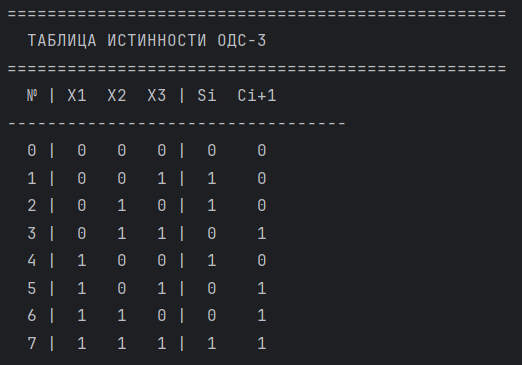 ==================================================
ТАБЛИЦА ИСТИННОСТИ ОДС-3
==================================================
№ | X1 X2 X3 | Si Ci+1
----------------------------------
0 | 0 0 0 | 0 0
1 | 0 0 1 | 1 0
2 | 0 1 0 | 1 0
3 | 0 1 1 | 0 1
4 | 1 0 0 | 1 0
5 | 1 0 1 | 0 1
6 | 1 1 0 | 0 1
7 | 1 1 1 | 1 1